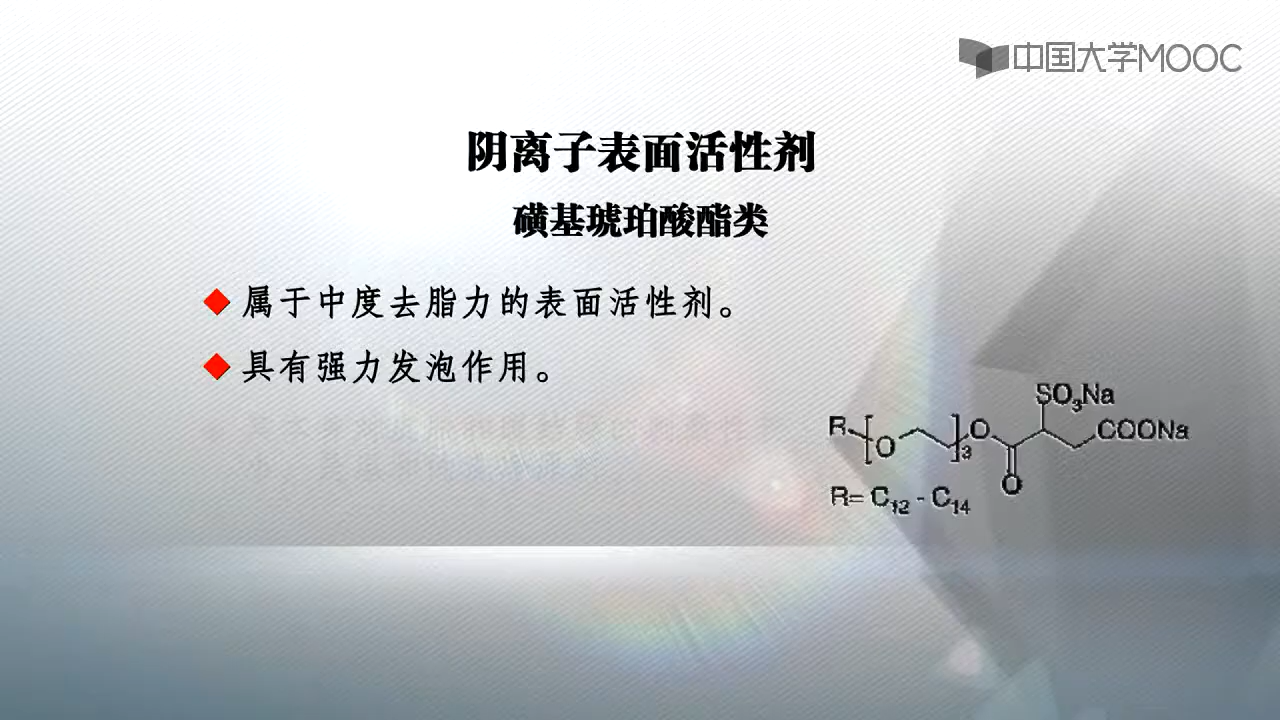 中国大学MOOC
阴离子表面活性剂
磺基琥珀酸酯类
属于中度去脂力的表面活性剂。
具有强力发泡作用。
SO3Na
R [O ]3 O COONa
O
R= C12 - C14